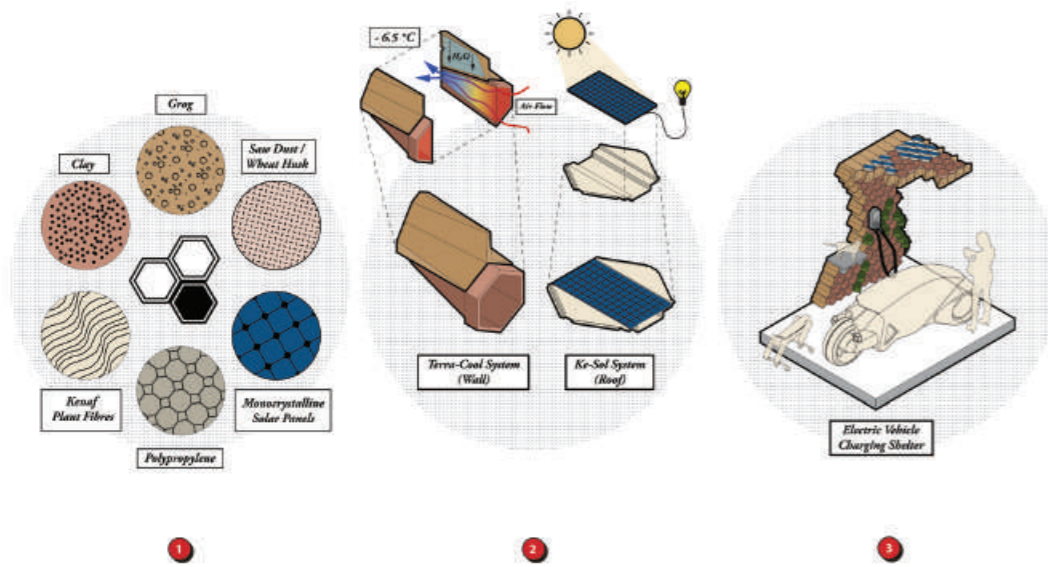 Grog
Clay
Saw Dust /
Wheat Husk
Kenaf
Plant Fibres
Monocrystalline
Solar Panels
Polypropylene
1
- 6.5 °C
H₂O
Air Flow
Terra-Cool System
(Wall)
Ke-Sol System
(Roof)
2
Electric Vehicle
Charging Shelter
3